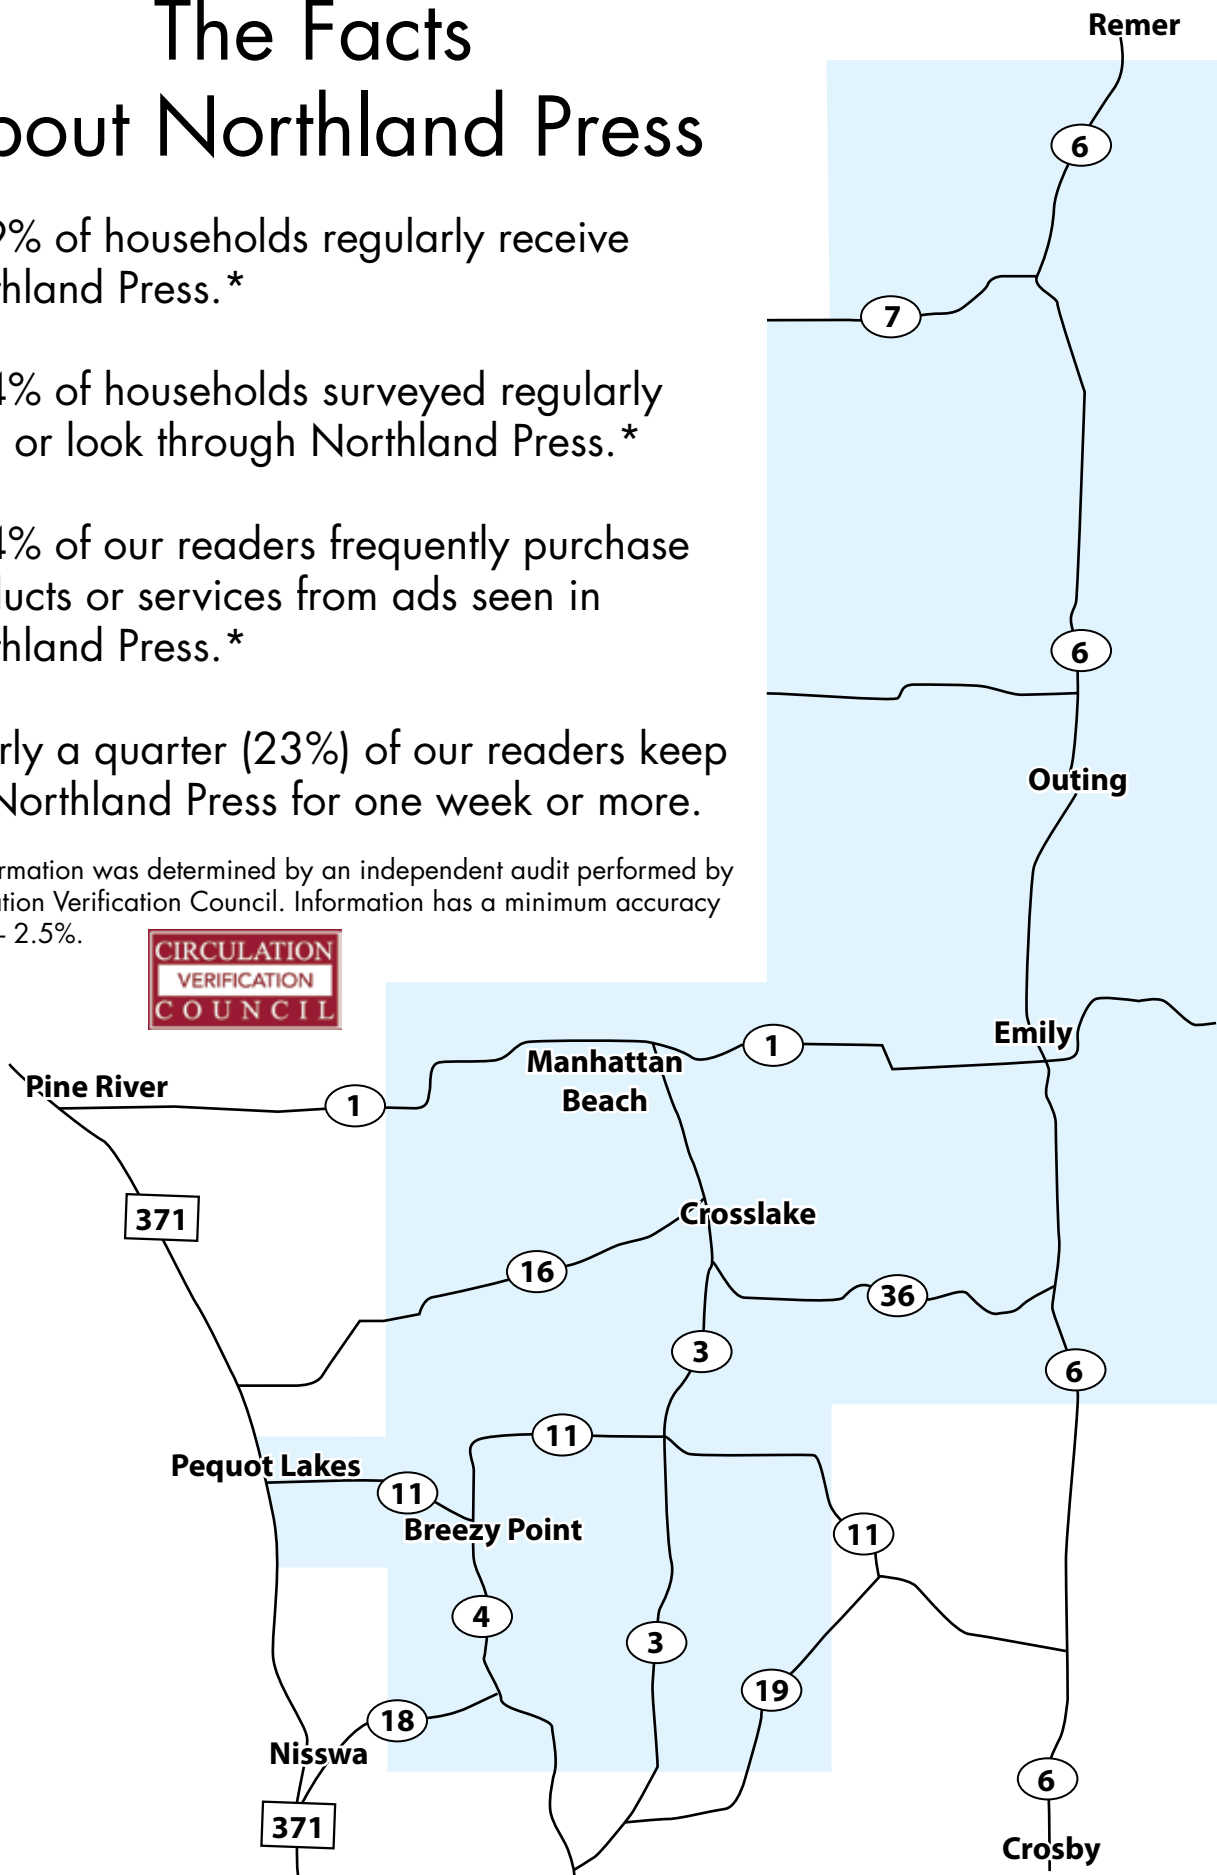 The Facts
bout Northland Press
9% of households regularly receive
hland Press.*
4% of households surveyed regularly
or look through Northland Press.*
4% of our readers frequently purchase
ucts or services from ads seen in
hland Press.*
rly a quarter (23%) of our readers keep
Northland Press for one week or more.
rmation was determined by an independent audit performed by
ation Verification Council. Information has a minimum accuracy
- 2.5%.
CIRCULATION
VERIFICATION
COUNCIL
Remer
6
7
6
Outing
Emily
1
Manhattan
Beach
Pine River
1
371
Crosslake
16
36
3
6
11
Pequot Lakes
11
Breezy Point
11
4
3
19
18
Nisswa
6
371
Crosby